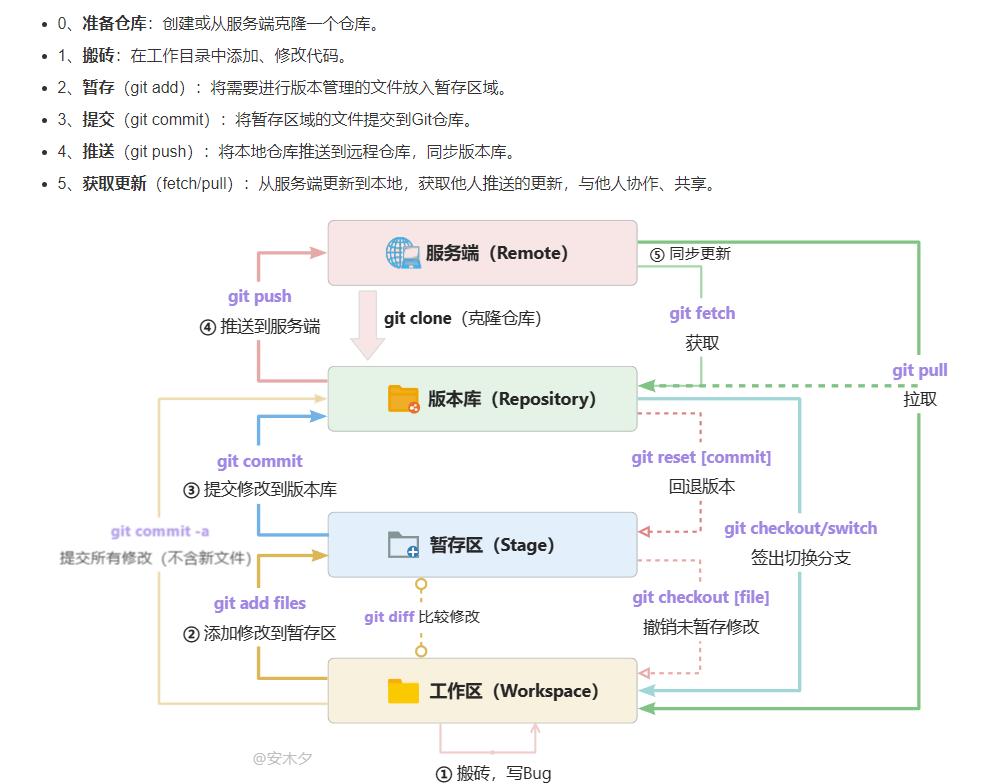 0、准备仓库：创建或从服务端克隆一个仓库。
1、搬砖：在工作目录中添加、修改代码。
2、暂存（git add）：将需要进行版本管理的文件放入暂存区域。
3、提交（git commit）：将暂存区域的文件提交到Git仓库。
4、推送（git push）：将本地仓库推送到远程仓库，同步版本库。
5、获取更新（fetch/pull）：从服务端更新到本地，获取他人推送的更新，与他人协作、共享。
服务端（Remote）
⑤ 同步更新
git push
④ 推送到服务端
git clone（克隆仓库）
git fetch
获取
git pull
拉取
版本库（Repository）
git commit
③ 提交修改到版本库
git reset [commit]
回退版本
git commit -a
提交所有修改（不含新文件）
暂存区（Stage）
git checkout/switch
签出切换分支
git add files
② 添加修改到暂存区
git diff 比较修改
git checkout [file]
撤销未暂存修改
工作区（Workspace）
@安木夕
① 搬砖，写Bug